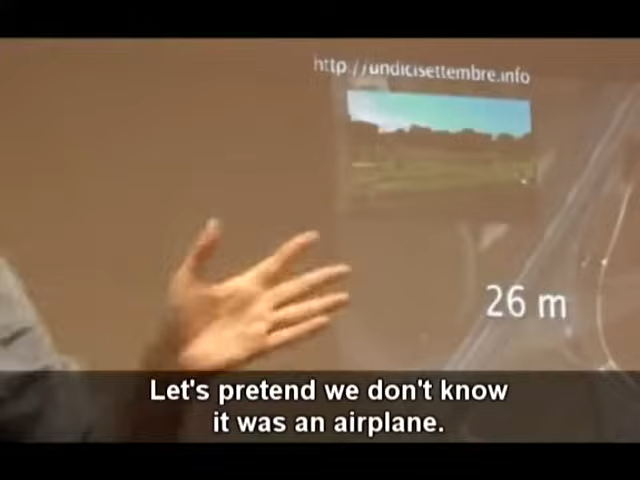 http://undicisettembre.info
26 m
Let's pretend we don't know
it was an airplane.